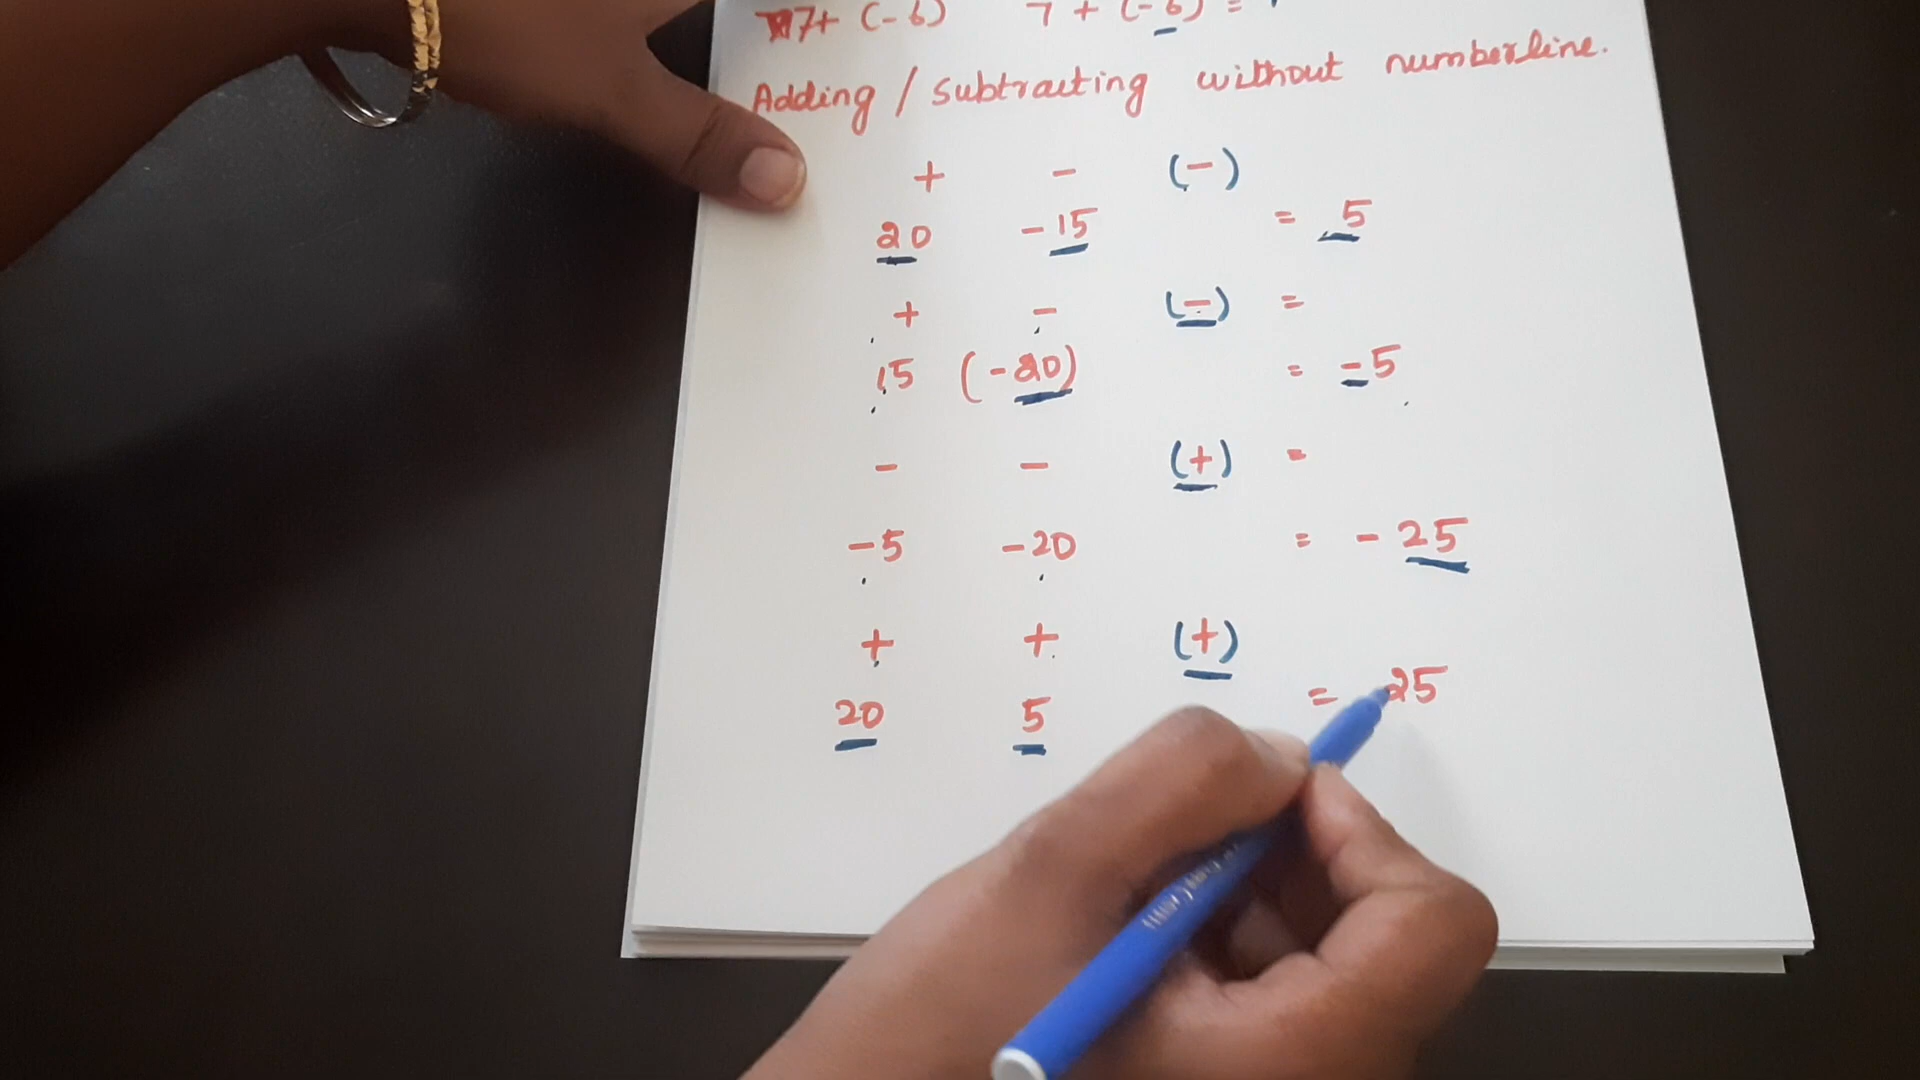 7+ (-6) 7 + (-6) =
Adding / subtracting without numberline.
+ - (-)
20 -15 = 5
+ - (-) =
15 (-20) = -5
- - (+) =
-5 -20 = -25
+ + (+)
20 5 = 25